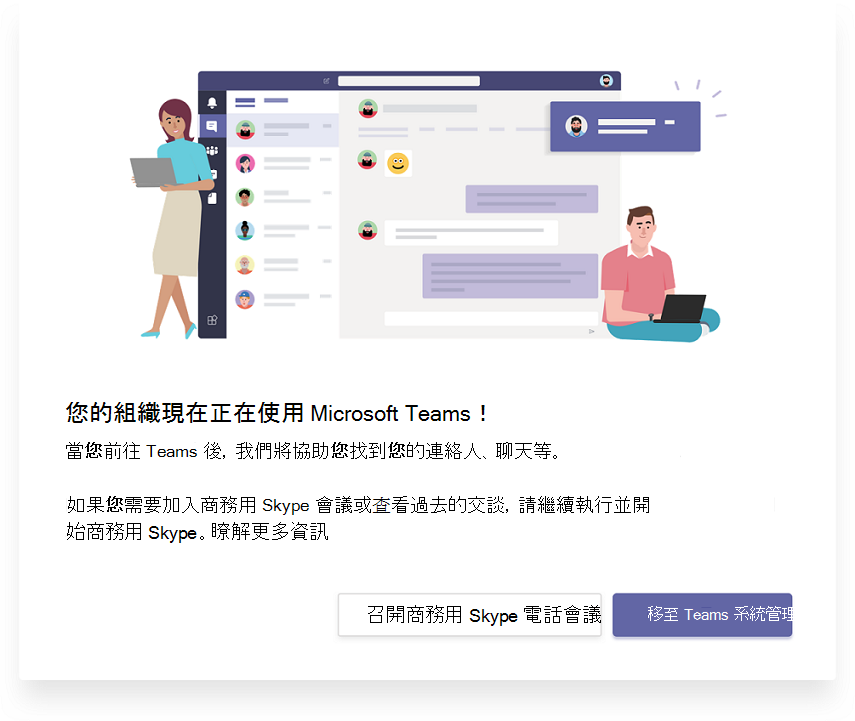 您的組織現在正在使用 Microsoft Teams！
當您前往 Teams 後, 我們將協助您找到您的連絡人、聊天等。
如果您需要加入商務用 Skype 會議或查看過去的交談, 請繼續執行並開
始商務用 Skype。瞭解更多資訊
召開商務用 Skype 電話會議
移至 Teams 系統管理